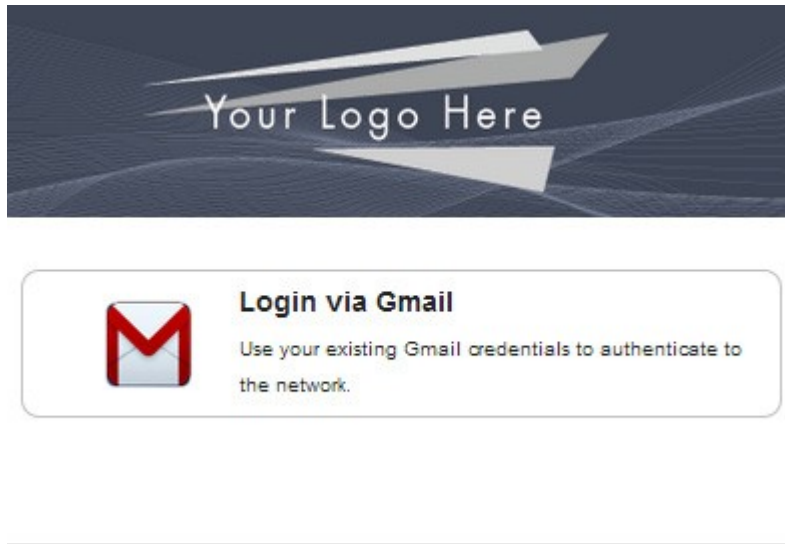 Your Logo Here
Login via Gmail
Use your existing Gmail credentials to authenticate to
the network.